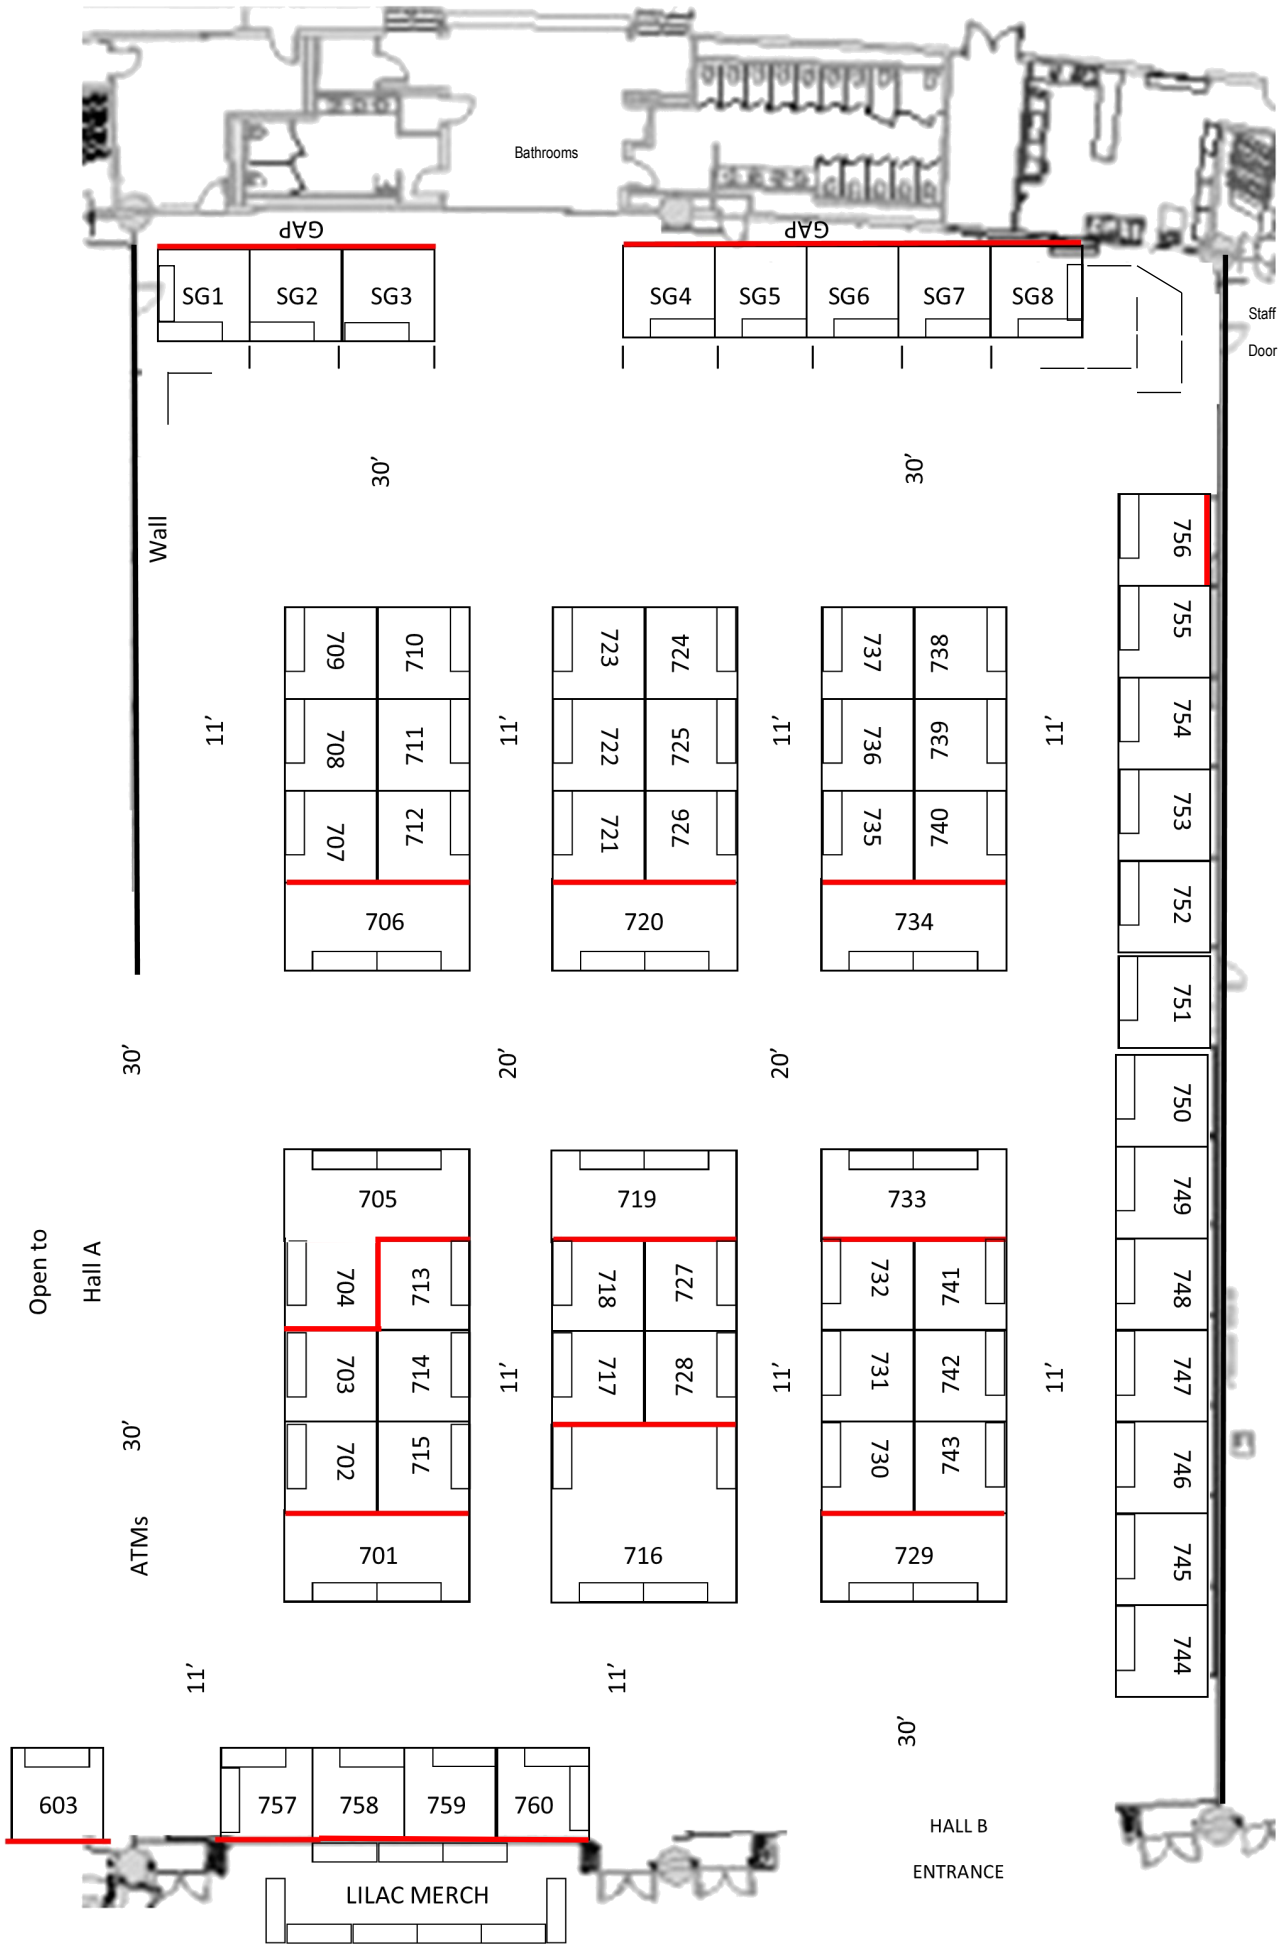 Bathrooms
GAP
GAP
SG1 SG2 SG3 SG4 SG5 SG6 SG7 SG8
Staff
Door
30’ 30’
Wall
756
755
754
753
752
751
750
749
748
747
746
745
744
709 710 723 724 737 738
11’ 11’ 11’ 11’
708 711 722 725 736 739
707 712 721 726 735 740
706 720 734
30’ 20’ 20’
705 719 733
Open to
Hall A
704 713 718 727 732 741
703 714 717 728 731 742
11’ 11’ 11’
30’
702 715 730 743
ATMs
701 716 729
11’ 11’
30’
603 757 758 759 760
HALL B
ENTRANCE
LILAC MERCH